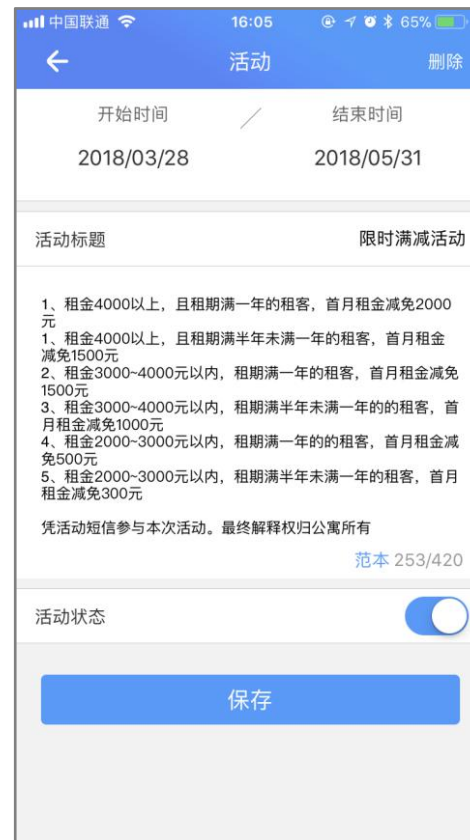 中国联通 16:05 65%
活动 删除
开始时间 / 结束时间
2018/03/28 2018/05/31
活动标题 限时满减活动
1、租金4000以上，且租期满一年的租客，首月租金减免2000
元
1、租金4000以上，且租期满半年未满一年的租客，首月租金
减免1500元
2、租金3000~4000元以内，租期满一年的租客，首月租金减免
1500元
3、租金3000~4000元以内，租期满半年未满一年的的租客，首
月租金减免1000元
4、租金2000~3000元以内，租期满一年的的租客，首月租金减
免500元
5、租金2000~3000元以内，租期满半年未满一年的租客，首月
租金减免300元
凭活动短信参与本次活动。最终解释权归公寓所有
范本 253/420
活动状态
保存